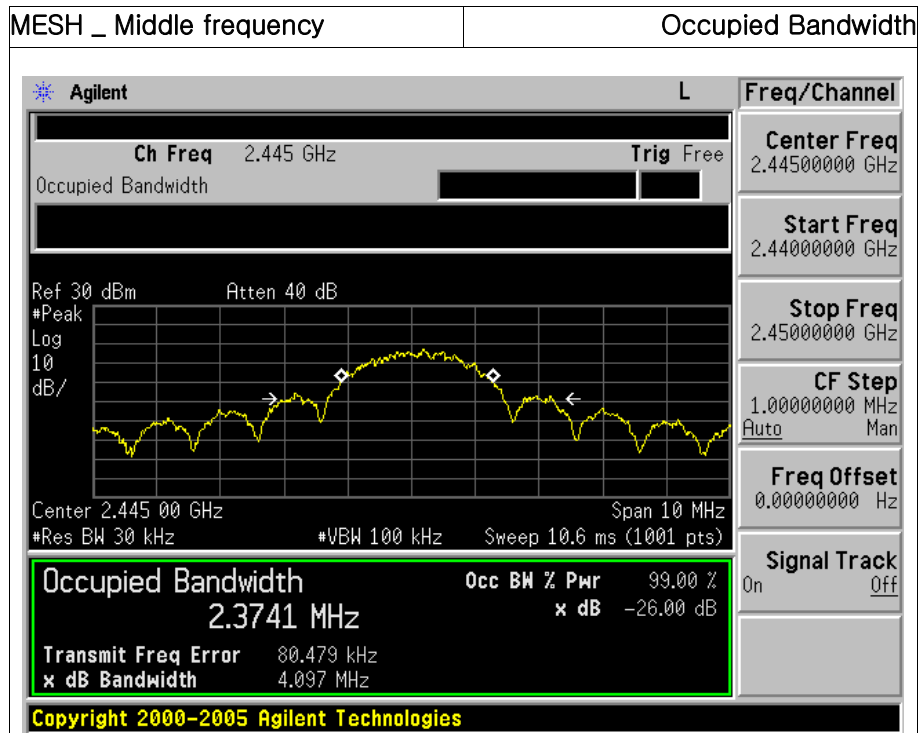 MESH _ Middle frequency
Occupied Bandwidth
Agilent
L
Freq/Channel
Ch Freq 2.445 GHz
Trig Free
Occupied Bandwidth
Center Freq
2.44500000 GHz
Start Freq
2.44000000 GHz
Stop Freq
2.45000000 GHz
CF Step
1.00000000 MHz
Auto Man
Freq Offset
0.00000000 Hz
Signal Track
On Off
Ref 30 dBm
Atten 40 dB
#Peak
Log
10
dB/
Center 2.445 00 GHz
Span 10 MHz
#Res BW 30 kHz
#VBW 100 kHz
Sweep 10.6 ms (1001 pts)
Occupied Bandwidth
2.3741 MHz
Occ BW % Pwr 99.00 %
x dB -26.00 dB
Transmit Freq Error 80.479 kHz
x dB Bandwidth 4.097 MHz
Copyright 2000-2005 Agilent Technologies